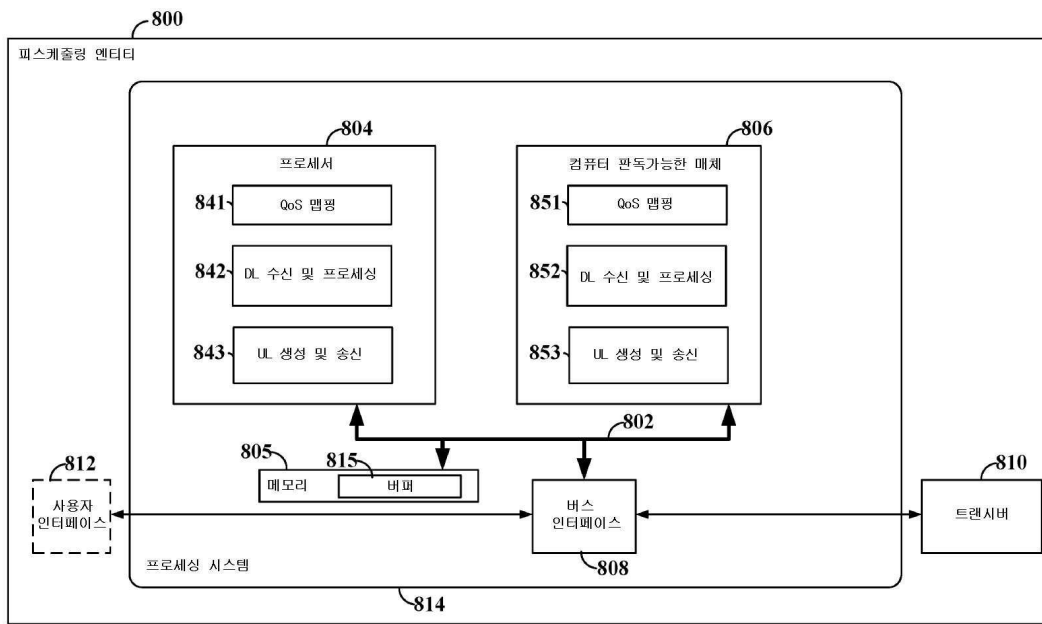 800
피스케줄링 엔티티
804
프로세서
841
QoS 맵핑
842
DL 수신 및 프로세싱
843
UL 생성 및 송신
806
컴퓨터 판독가능한 매체
851
QoS 맵핑
852
DL 수신 및 프로세싱
853
UL 생성 및 송신
802
805
메모리
815
버퍼
812
사용자
인터페이스
버스
인터페이스
808
810
트랜시버
프로세싱 시스템
814